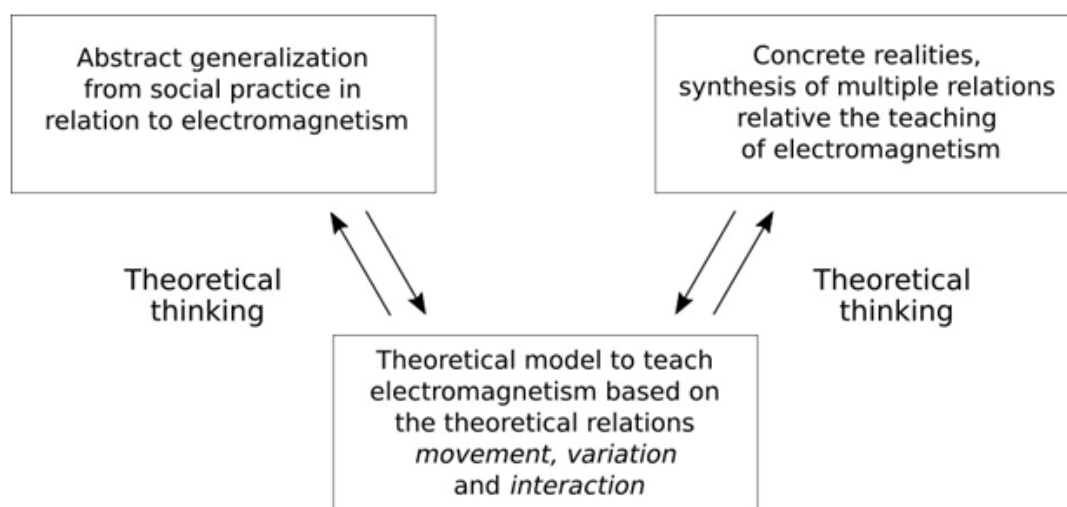 Abstract generalization
from social practice in
relation to electromagnetism
Concrete realities,
synthesis of multiple relations
relative the teaching
of electromagnetism
Theoretical
thinking
Theoretical
thinking
Theoretical model to teach
electromagnetism based on
the theoretical relations
movement, variation
and interaction